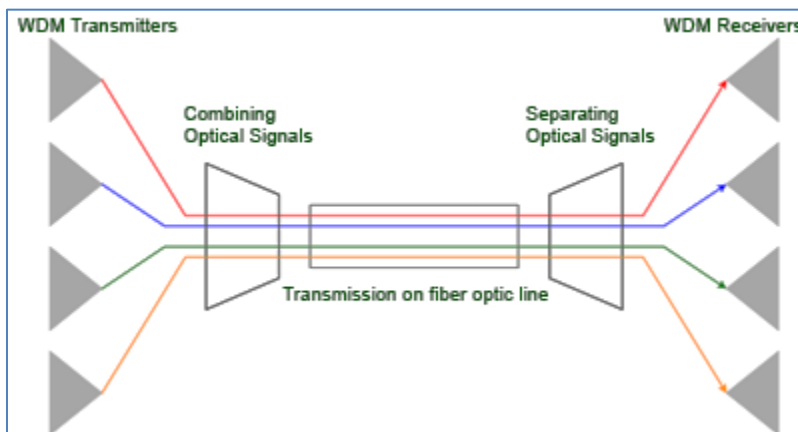 WDM Transmitters
WDM Receivers
Combining
Optical Signals
Separating
Optical Signals
Transmission on fiber optic line